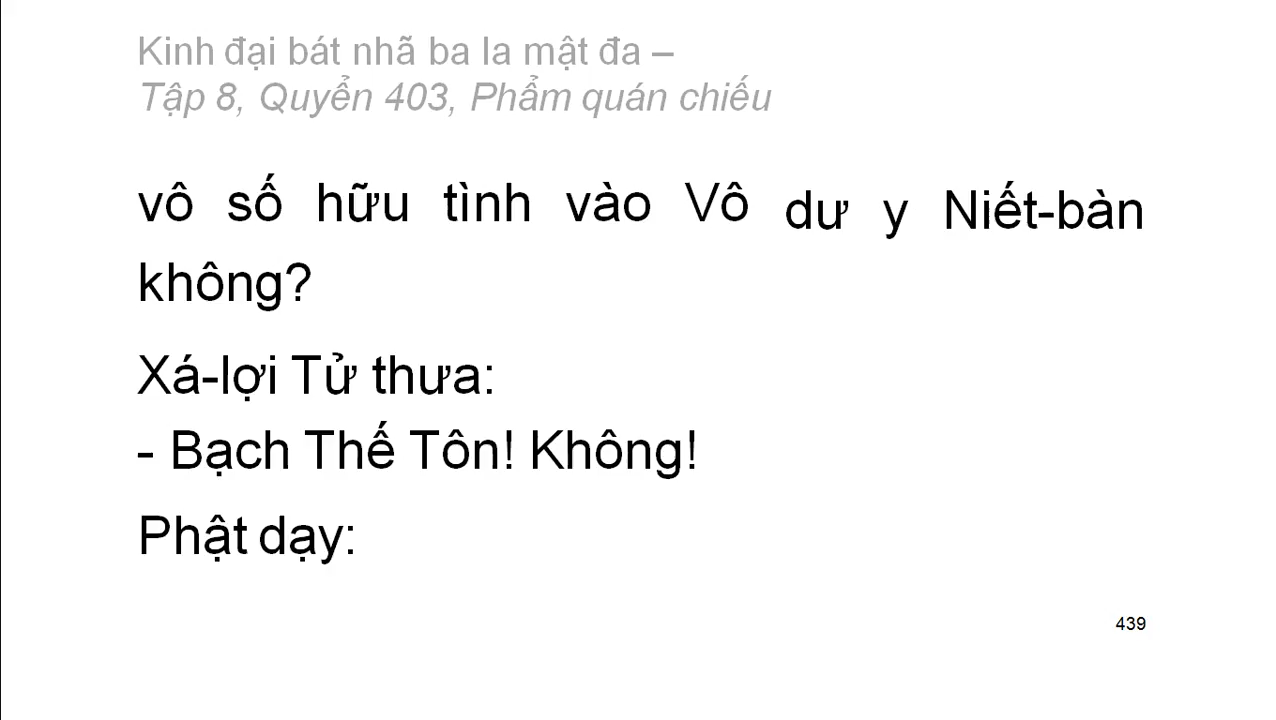 Kinh đại bát nhã ba la mật đa –
Tập 8, Quyển 403, Phẩm quán chiếu
vô số hữu tình vào Vô dư y Niết-bàn
không?
Xá-lợi Tử thưa:
- Bạch Thế Tôn! Không!
Phật dạy:
439